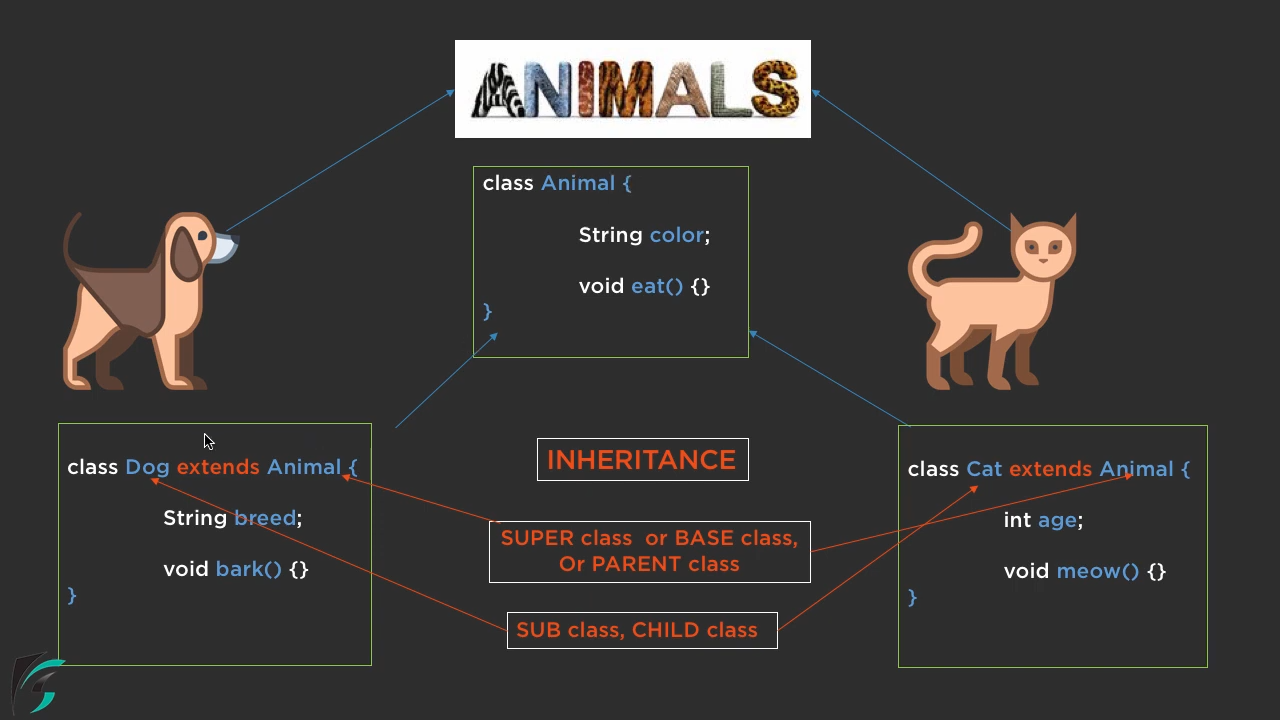 ANIMALS
class Animal {
String color;
void eat() {}
}
class Dog extends Animal {
String breed;
void bark() {}
}
INHERITANCE
SUPER class or BASE class,
Or PARENT class
SUB class, CHILD class
class Cat extends Animal {
int age;
void meow() {}
}